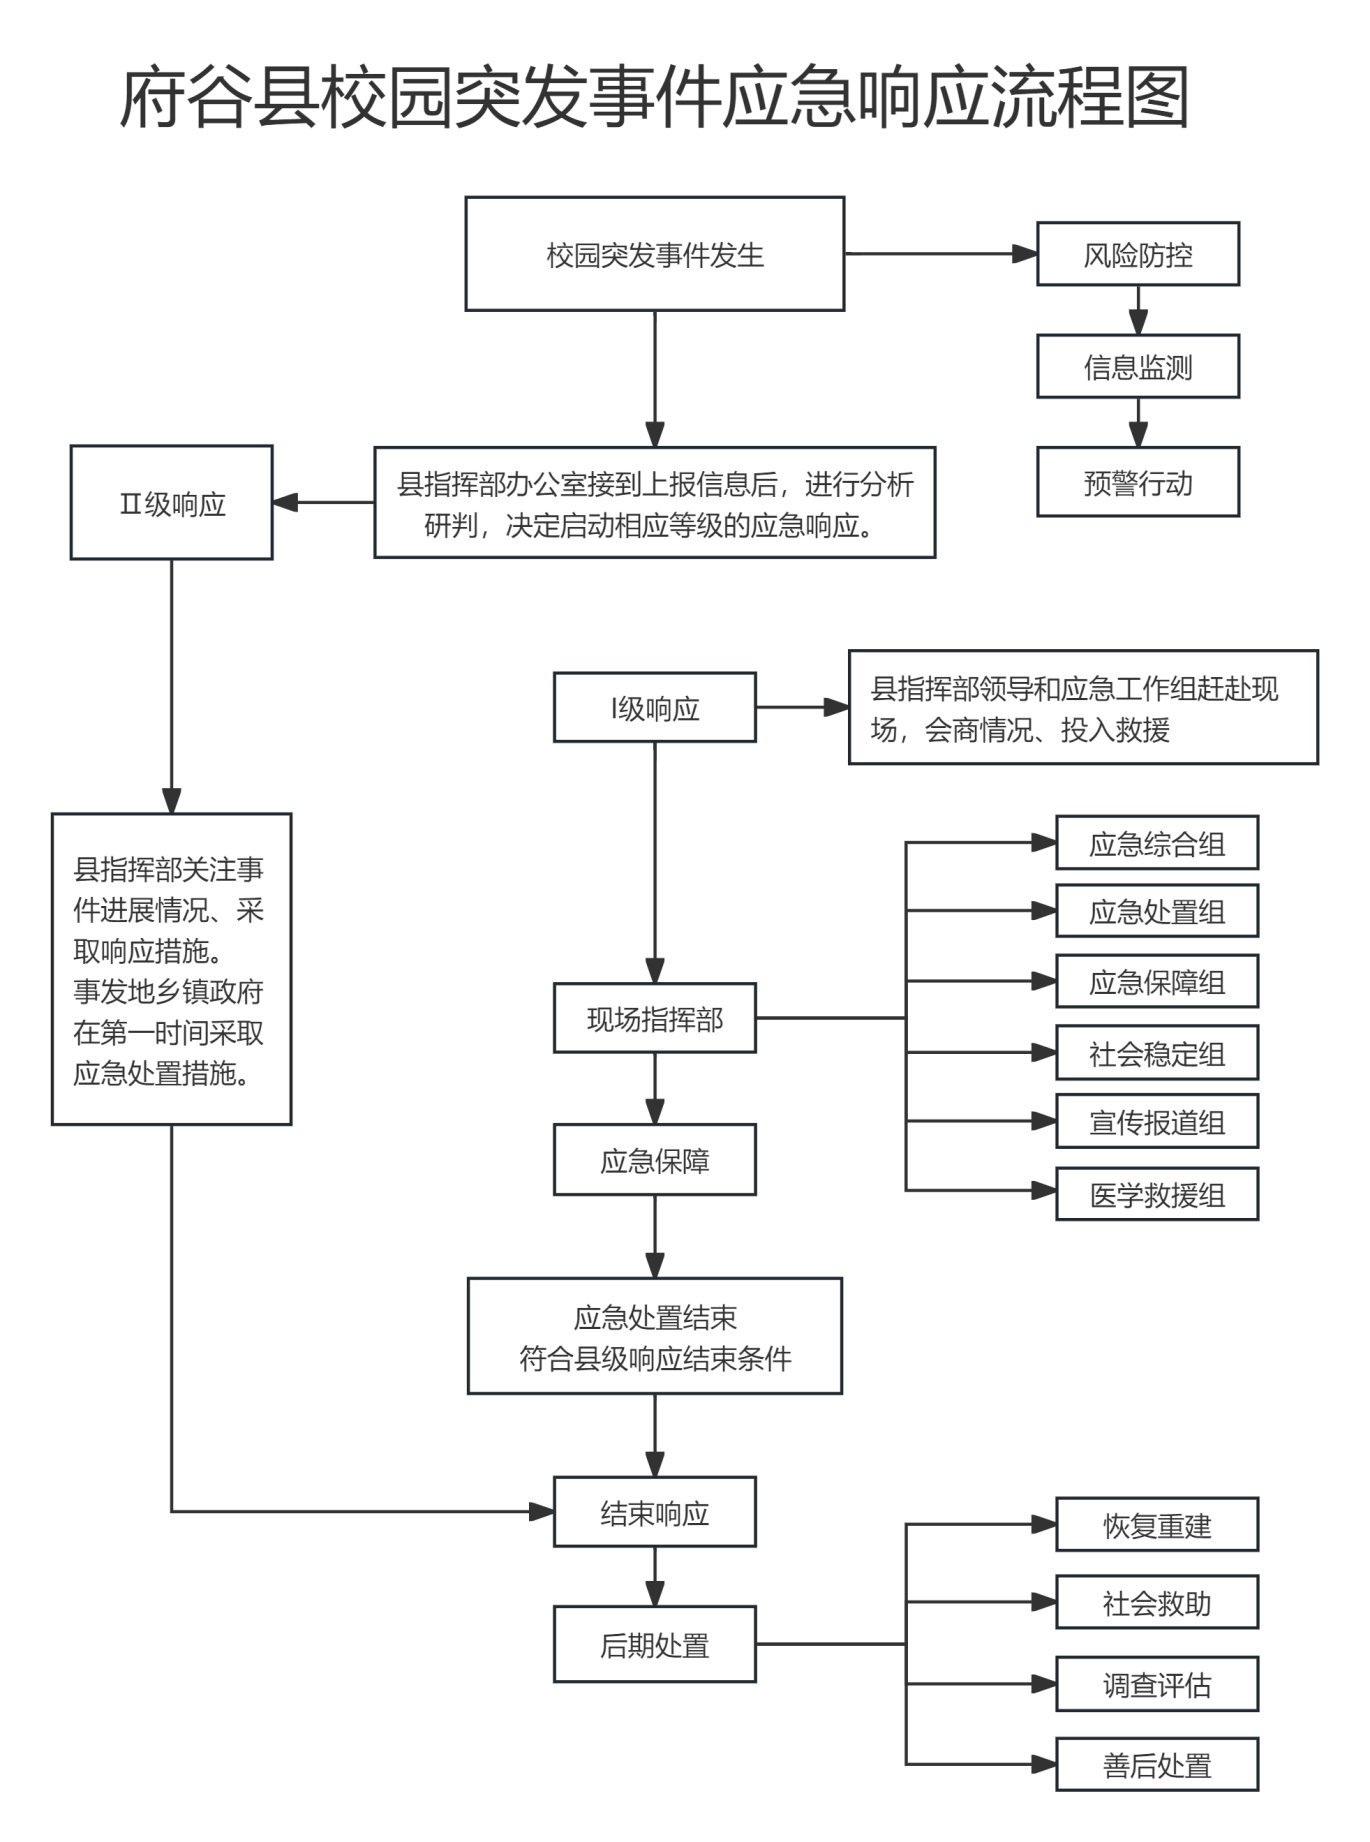 府谷县校园突发事件应急响应流程图
校园突发事件发生
风险防控
信息监测
预警行动
县指挥部办公室接到上报信息后，进行分析
研判，决定启动相应等级的应急响应。
Ⅱ级响应
Ⅰ级响应
县指挥部领导和应急工作组赶赴现
场，会商情况、投入救援
县指挥部关注事
件进展情况、采
取响应措施。
事发地乡镇政府
在第一时间采取
应急处置措施。
现场指挥部
应急综合组
应急处置组
应急保障组
社会稳定组
宣传报道组
医学救援组
应急保障
应急处置结束
符合县级响应结束条件
结束响应
后期处置
恢复重建
社会救助
调查评估
善后处置